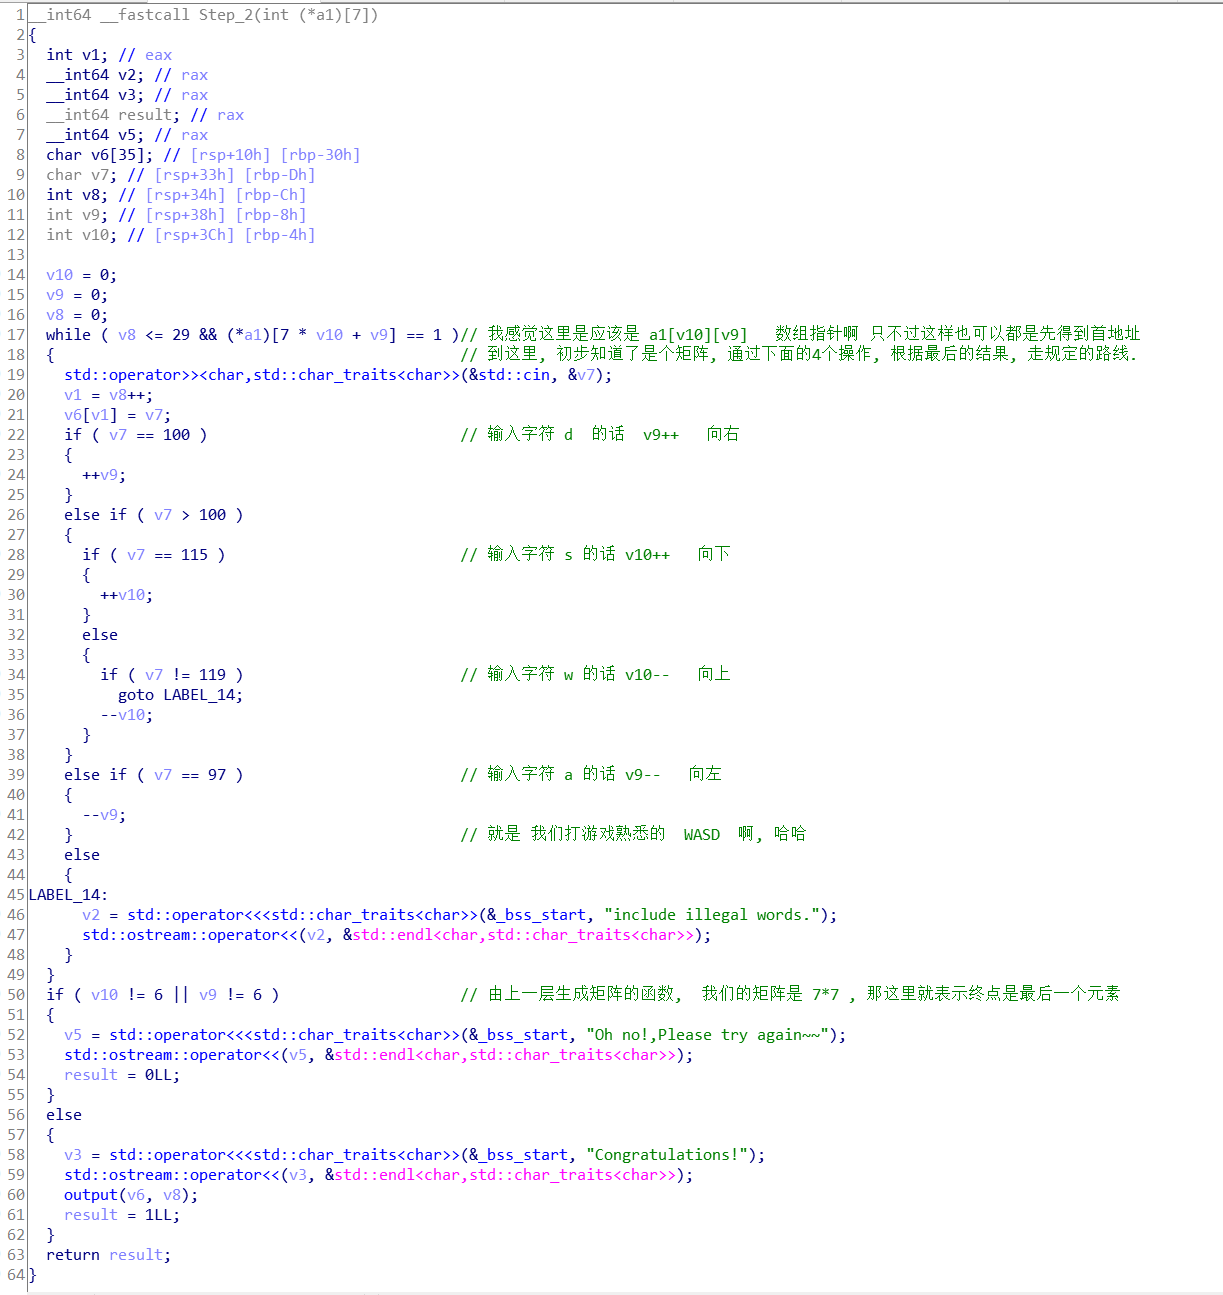 1 __int64 __fastcall Step_2(int (*a1)[7])
2 {
3   int v1; // eax
4   __int64 v2; // rax
5   __int64 v3; // rax
6   __int64 result; // rax
7   __int64 v5; // rax
8   char v6[35]; // [rsp+10h] [rbp-30h]
9   char v7; // [rsp+33h] [rbp-Dh]
10   int v8; // [rsp+34h] [rbp-Ch]
11   int v9; // [rsp+38h] [rbp-8h]
12   int v10; // [rsp+3Ch] [rbp-4h]
13
14   v10 = 0;
15   v9 = 0;
16   v8 = 0;
17   while ( v8 <= 29 && (*a1)[7 * v10 + v9] == 1 )// 我感觉这里是应该是 a1[v10][v9]   数组指针啊 只不过这样也可以都是先得到首地址
18   {                                             // 到这里, 初步知道了是个矩阵, 通过下面的4个操作, 根据最后的结果, 走规定的路线.
19     std::operator>><char,std::char_traits<char>>(&std::cin, &v7);
20     v1 = v8++;
21     v6[v1] = v7;
22     if ( v7 == 100 )                            // 输入字符 d  的话  v9++   向右
23     {
24       ++v9;
25     }
26     else if ( v7 > 100 )
27     {
28       if ( v7 == 115 )                          // 输入字符 s 的话 v10++   向下
29       {
30         ++v10;
31       }
32       else
33       {
34         if ( v7 != 119 )                        // 输入字符 w 的话 v10--   向上
35           goto LABEL_14;
36         --v10;
37       }
38     }
39     else if ( v7 == 97 )                        // 输入字符 a 的话 v9--   向左
40     {
41       --v9;
42     }                                           // 就是 我们打游戏熟悉的  WASD  啊, 哈哈
43     else
44     {
45 LABEL_14:
46       v2 = std::operator<<<std::char_traits<char>>(&_bss_start, "include illegal words.");
47       std::ostream::operator<<(v2, &std::endl<char,std::char_traits<char>>);
48     }
49   }
50   if ( v10 != 6 || v9 != 6 )                    // 由上一层生成矩阵的函数,  我们的矩阵是 7*7 , 那这里就表示终点是最后一个元素
51   {
52     v5 = std::operator<<<std::char_traits<char>>(&_bss_start, "Oh no!,Please try again~~");
53     std::ostream::operator<<(v5, &std::endl<char,std::char_traits<char>>);
54     result = 0LL;
55   }
56   else
57   {
58     v3 = std::operator<<<std::char_traits<char>>(&_bss_start, "Congratulations!");
59     std::ostream::operator<<(v3, &std::endl<char,std::char_traits<char>>);
60     output(v6, v8);
61     result = 1LL;
62   }
63   return result;
64 }